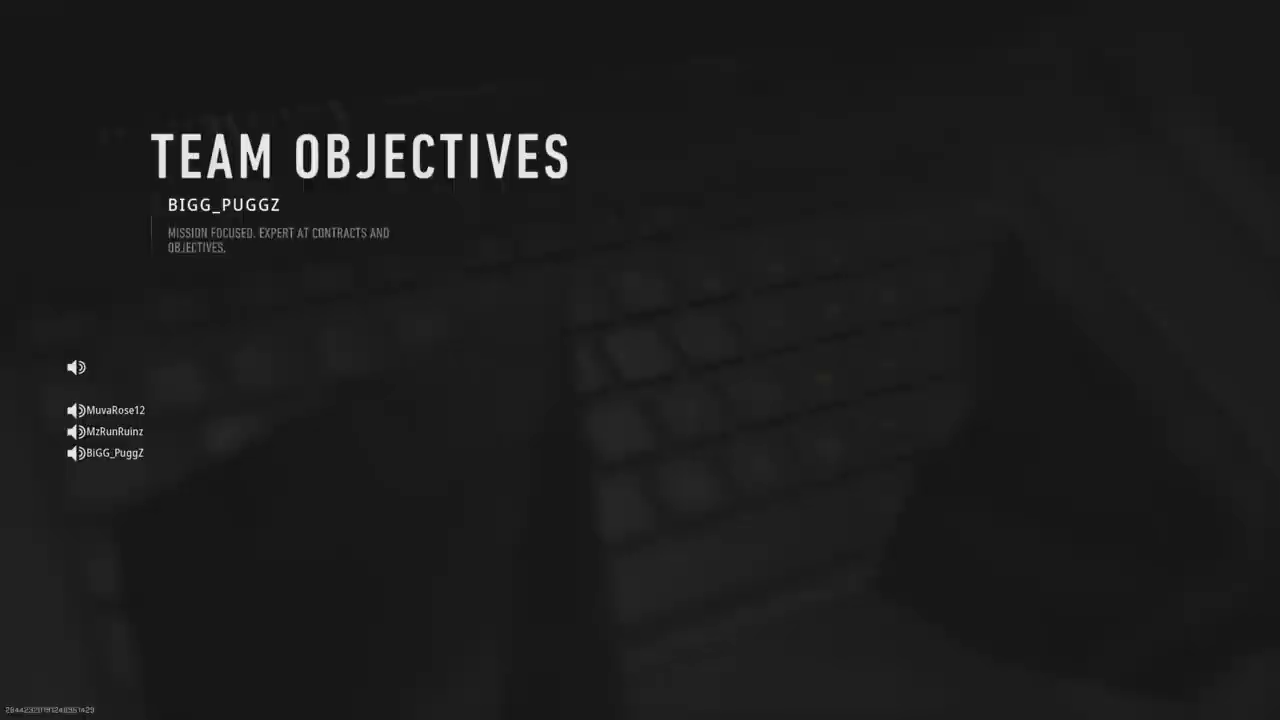 TEAM OBJECTIVES
BIGG_PUGGZ
MISSION FOCUSED. EXPERT AT CONTRACTS AND
OBJECTIVES.
MuvaRose12
MzRunRuinz
BiGG_PuggZ